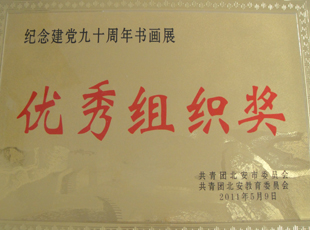 纪念建党九十周年书画展
优秀组织奖
共青团北安市委员会
共青团北安教育委员会
2011年5月9日